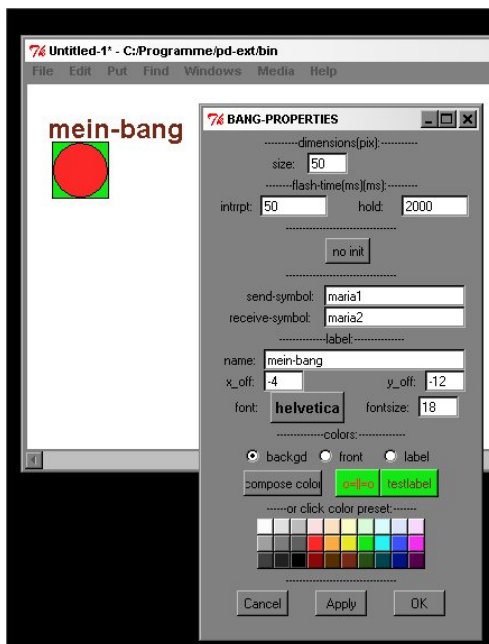 Untitled-1* - C:/Programme/pd-ext/bin
File Edit Put Find Windows Media Help
mein-bang
BANG-PROPERTIES
---------dimensions(pix):----------
size: 50
---------flash-time(ms)(ms):---------
intrrpt: 50 hold: 2000
no init
send-symbol: maria1
receive-symbol: maria2
-------------label:--------------
name: mein-bang
x_off: -4 y_off: -12
font: helvetica fontsize: 18
-------------colors:-------------
backgd front label
compose color o=||=o testlabel
------or click color preset:-------
Cancel Apply OK